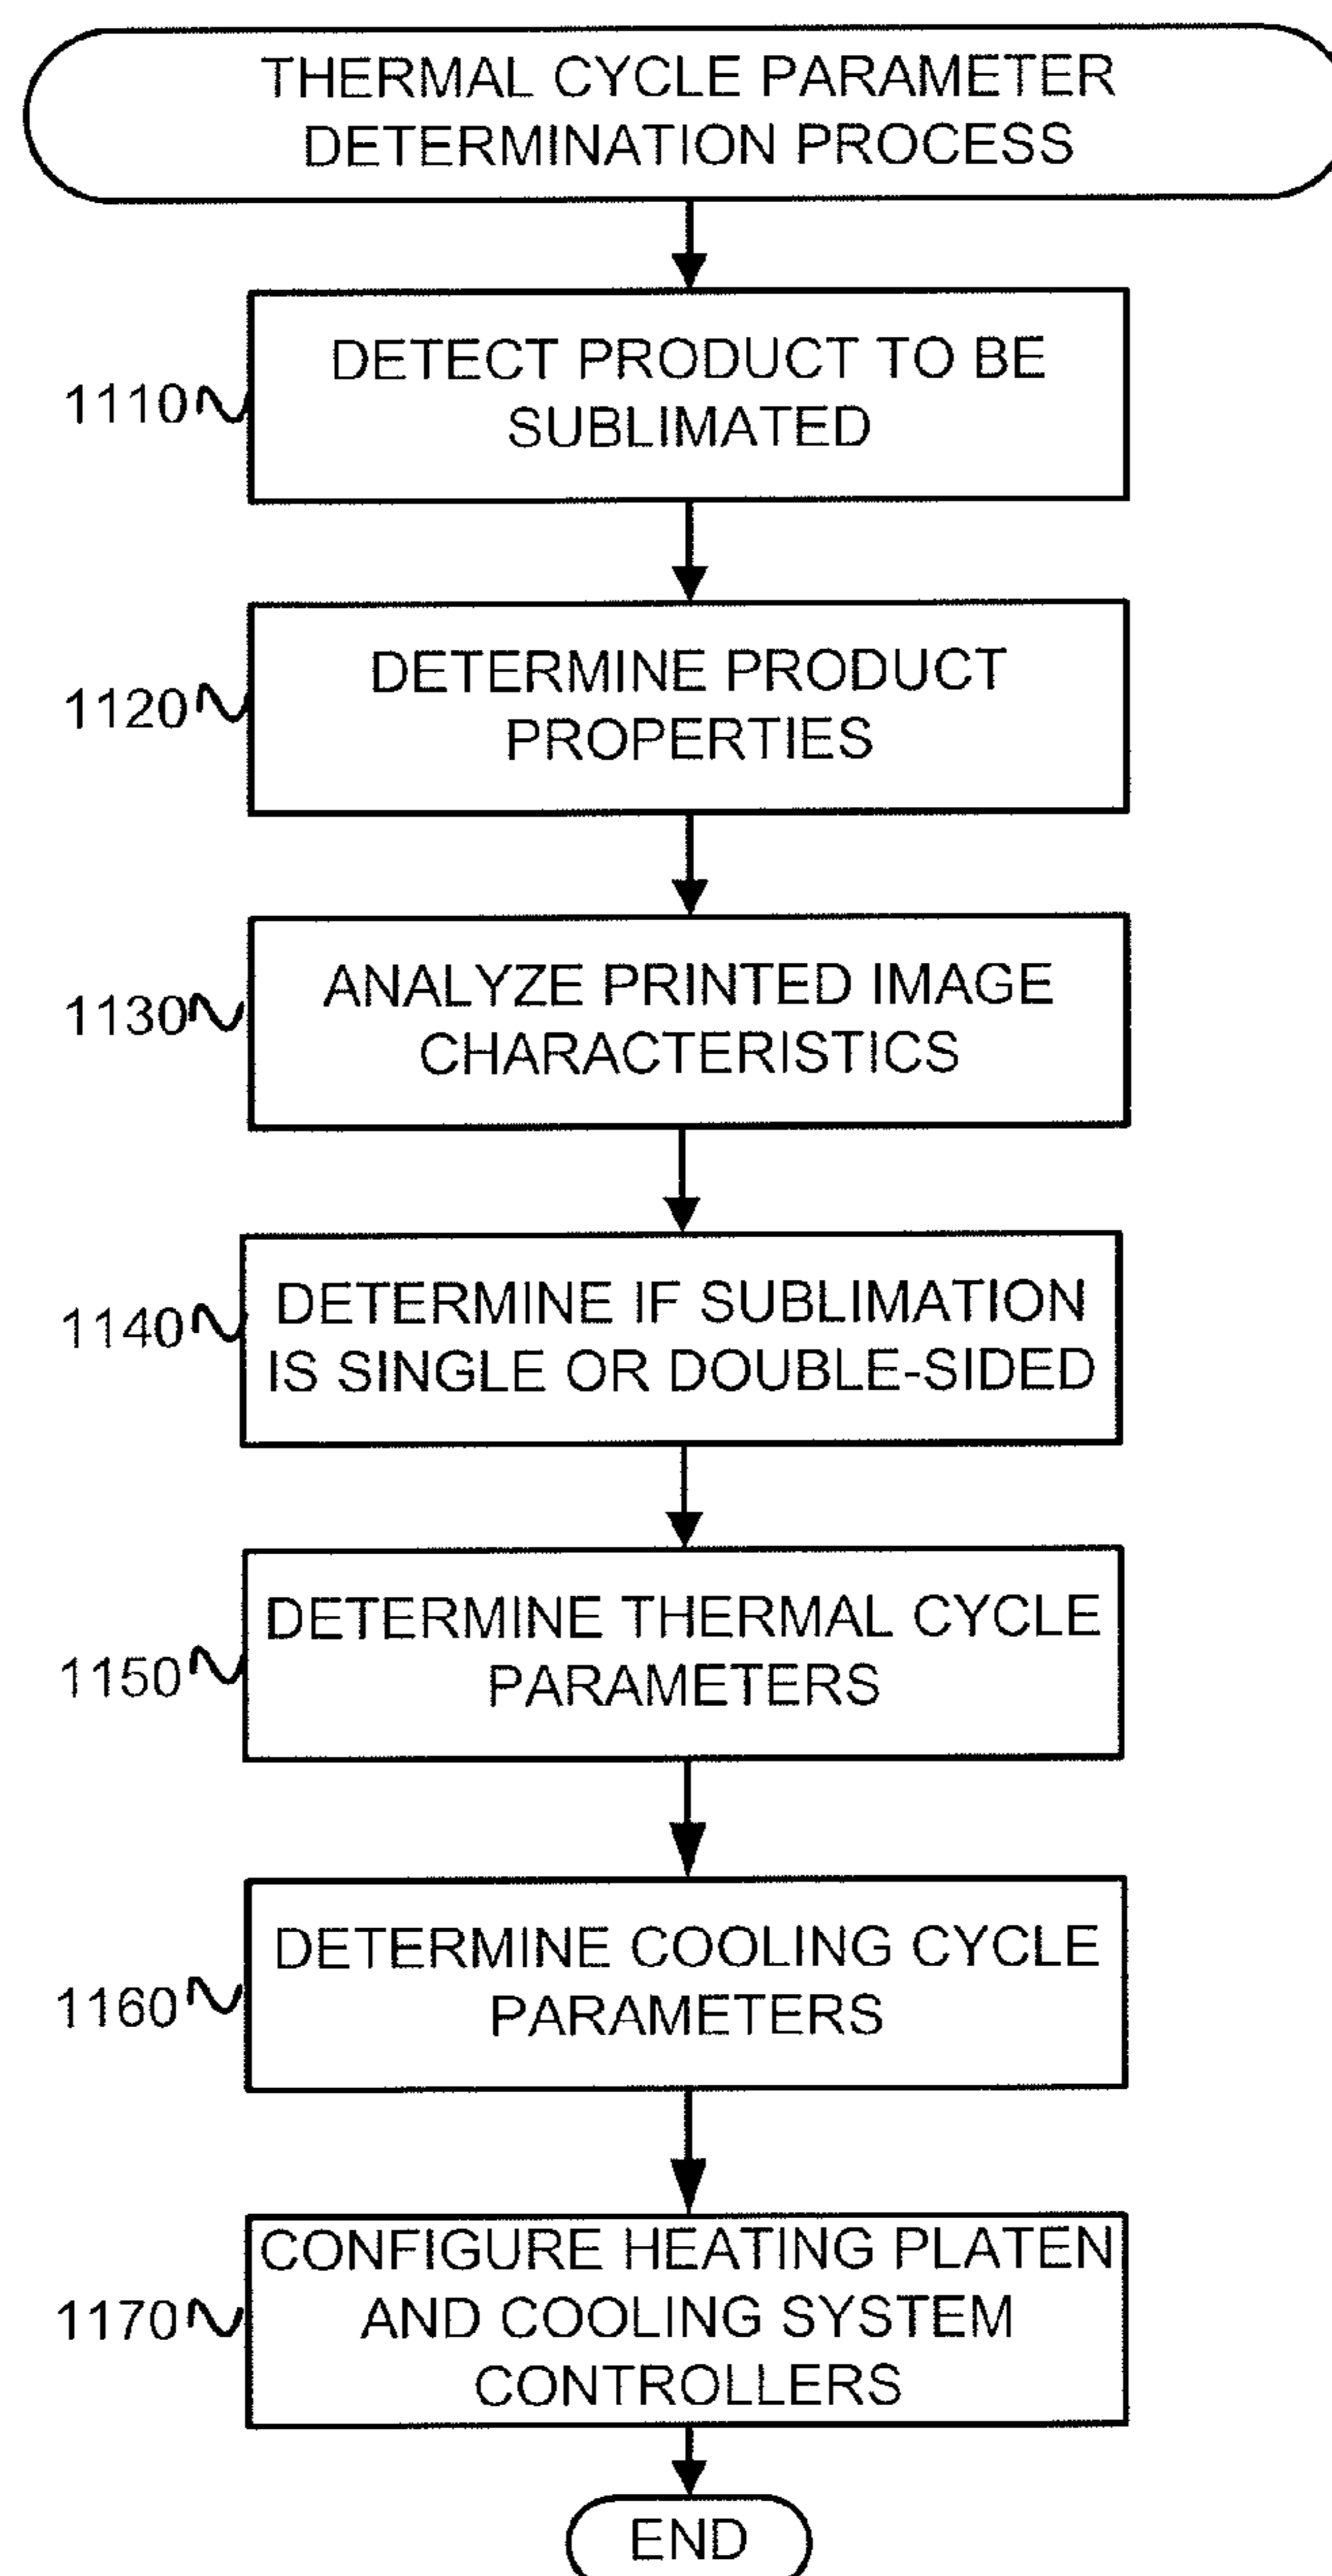 THERMAL CYCLE PARAMETER
DETERMINATION PROCESS
1110
DETECT PRODUCT TO BE
SUBLIMATED
1120
DETERMINE PRODUCT
PROPERTIES
1130
ANALYZE PRINTED IMAGE
CHARACTERISTICS
1140
DETERMINE IF SUBLIMATION
IS SINGLE OR DOUBLE-SIDED
1150
DETERMINE THERMAL CYCLE
PARAMETERS
1160
DETERMINE COOLING CYCLE
PARAMETERS
1170
CONFIGURE HEATING PLATEN
AND COOLING SYSTEM
CONTROLLERS
END